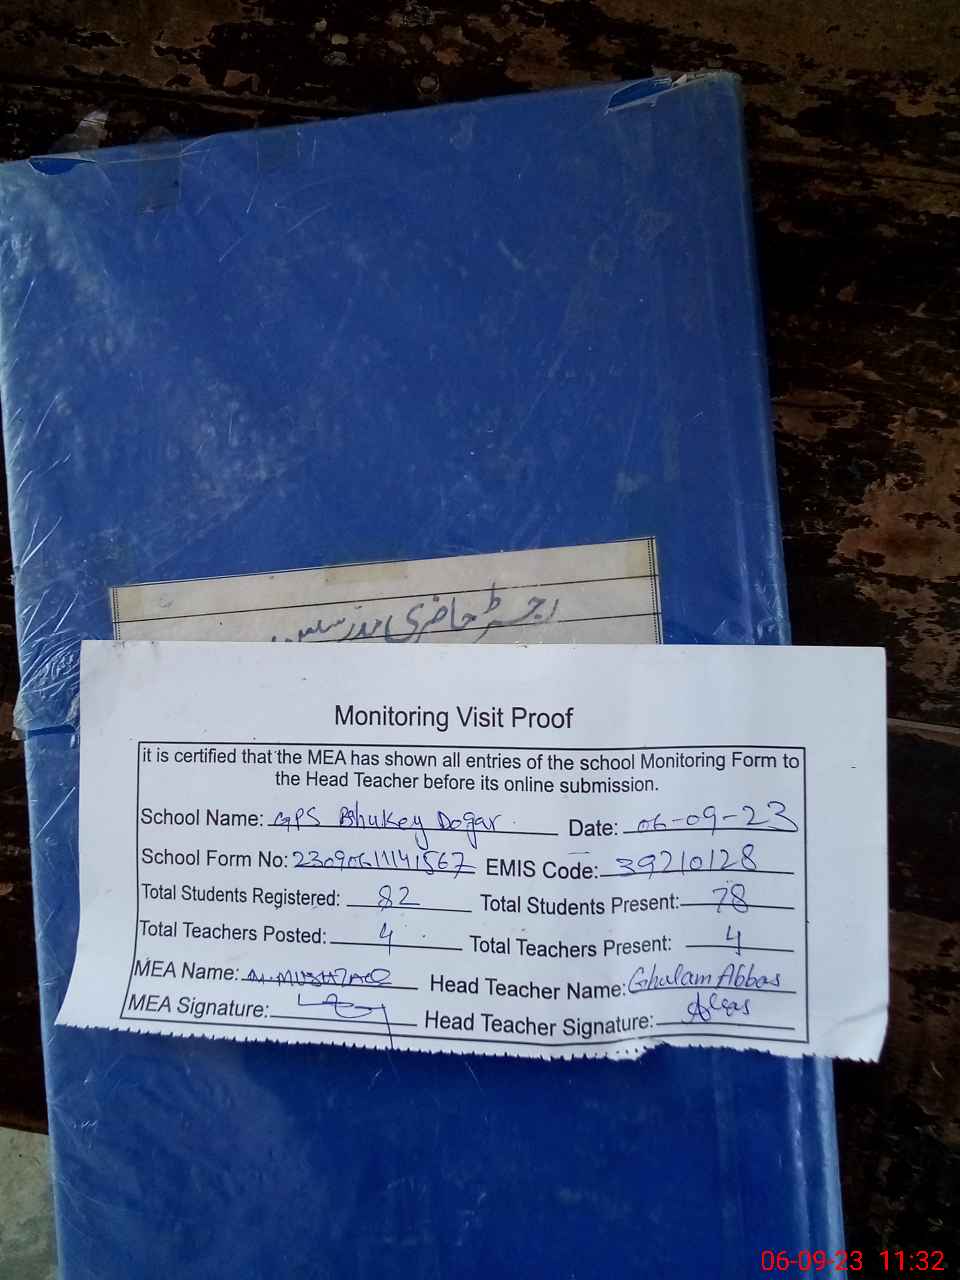 رجسٹر حاضری مدرسین
Monitoring Visit Proof
it is certified that the MEA has shown all entries of the school Monitoring Form to
the Head Teacher before its online submission.
School Name: GPS Bhukey Dogar Date: 06-09-23
School Form No: 23090611141567 EMIS Code: 39210128
Total Students Registered: 82 Total Students Present: 78
Total Teachers Posted: 4 Total Teachers Present: 4
MEA Name: M. MUSHTAQ Head Teacher Name: Ghulam Abbas
MEA Signature: Head Teacher Signature: Abbas
06-09-23 11:32